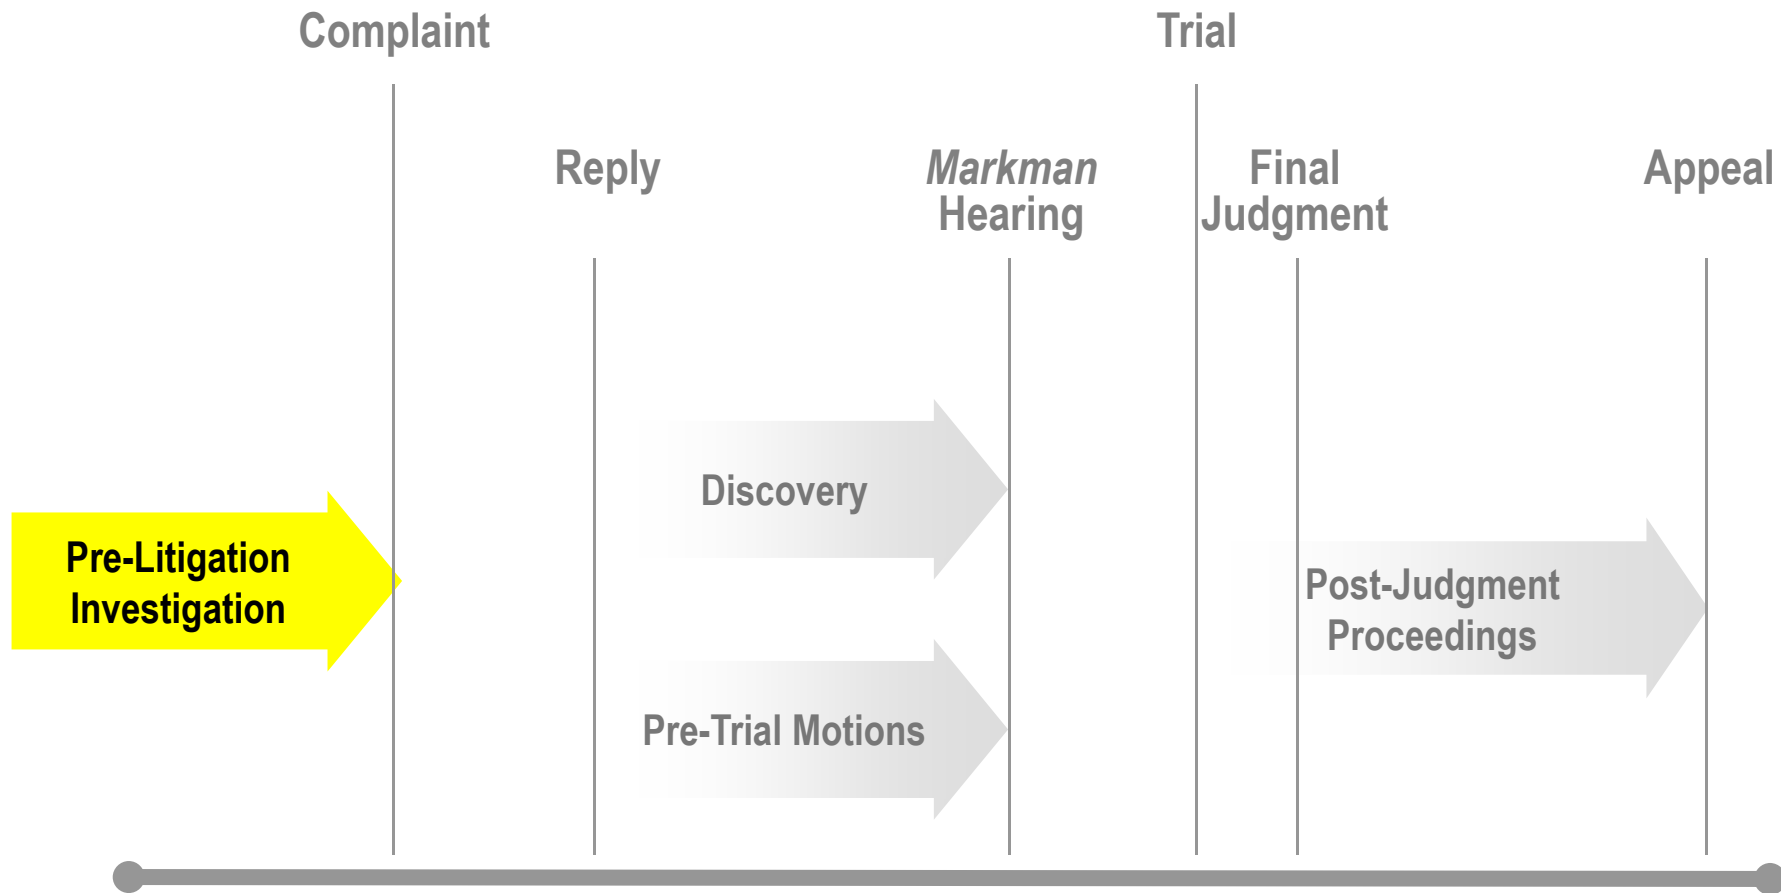 Complaint
Trial
Reply
Markman
Hearing
Final
Judgment
Appeal
Discovery
Pre-Litigation
Investigation
Post-Judgment
Proceedings
Pre-Trial Motions